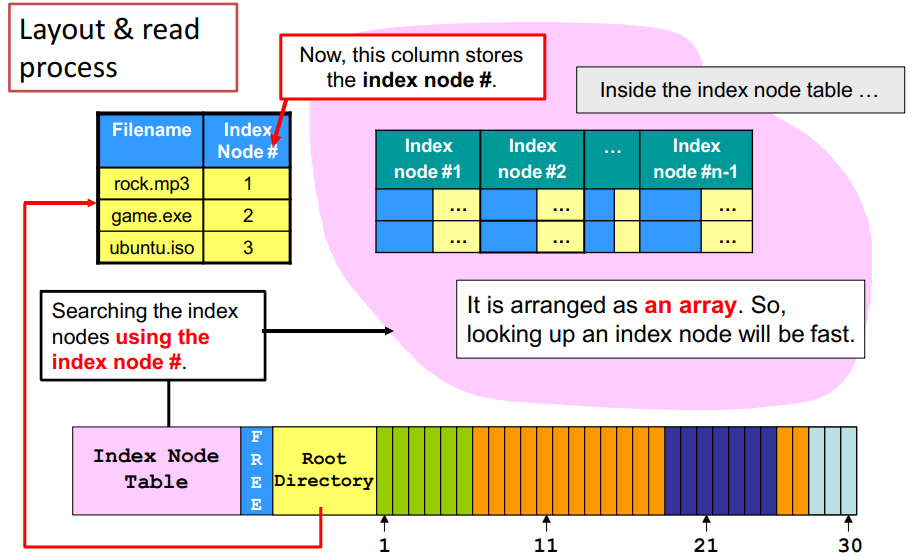 Layout & read
process
Now, this column stores
the index node #.
Inside the index node table …
Filename
Index
Node #
rock.mp3 1
game.exe 2
ubuntu.iso 3
Index
node #1
Index
node #2
…
Index
node #n-1
... ... ...
... ... ...
It is arranged as an array. So,
looking up an index node will be fast.
Searching the index
nodes using the
index node #.
Index Node
Table
F
R
E
E
Root
Directory
1 11 21 30